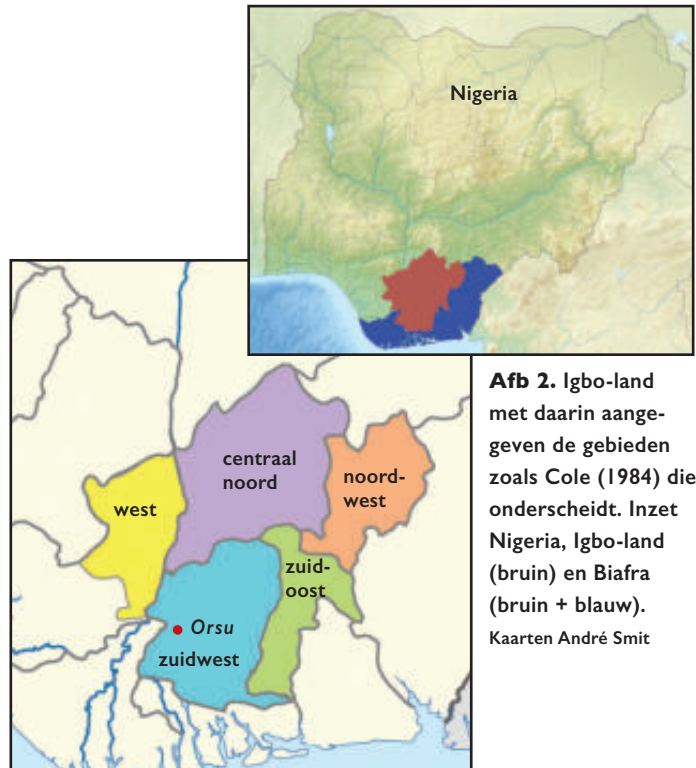 Nigeria
centraal
noord
noord-
west
west
zuid-
oost
Orsu
zuidwest
Afb 2. Igbo-land
met daarin aange-
geven de gebieden
zoals Cole (1984) die
onderscheidt. Inzet
Nigeria, Igbo-land
(bruin) en Biafra
(bruin + blauw).
Kaarten André Smit